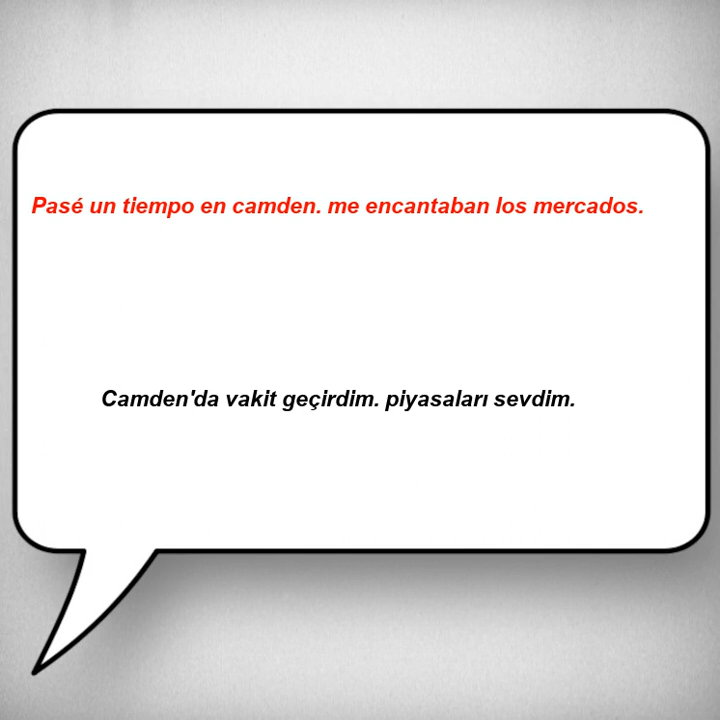 Pasé un tiempo en camden. me encantaban los mercados.
Camden'da vakit geçirdim. piyasaları sevdim.